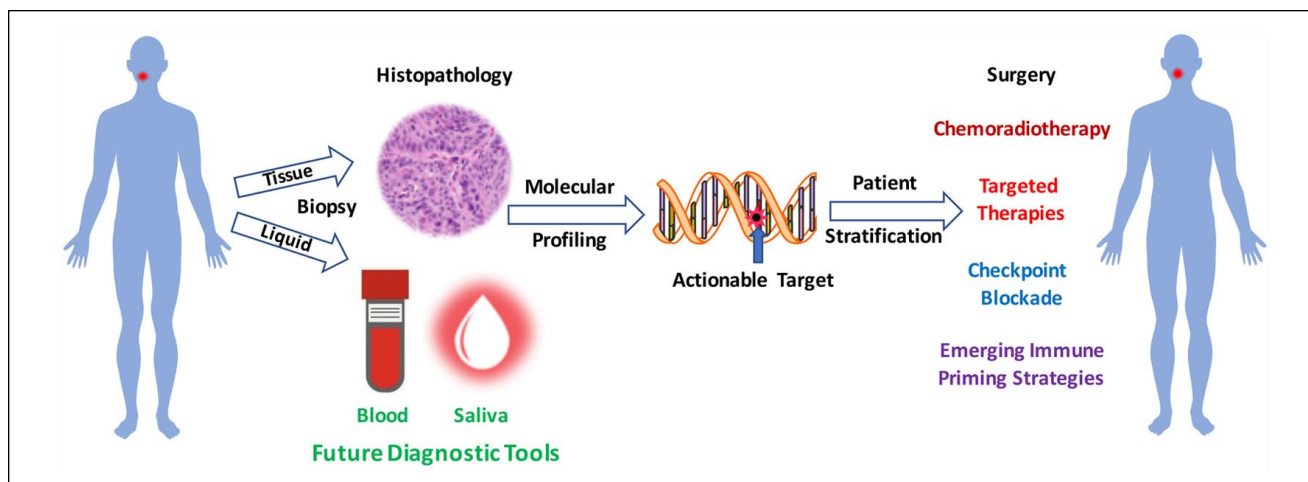 Histopathology
Tissue
Biopsy
Liquid
Blood
Saliva
Future Diagnostic Tools
Molecular
Profiling
Actionable Target
Patient
Stratification
Surgery
Chemoradiotherapy
Targeted
Therapies
Checkpoint
Blockade
Emerging Immune
Priming Strategies